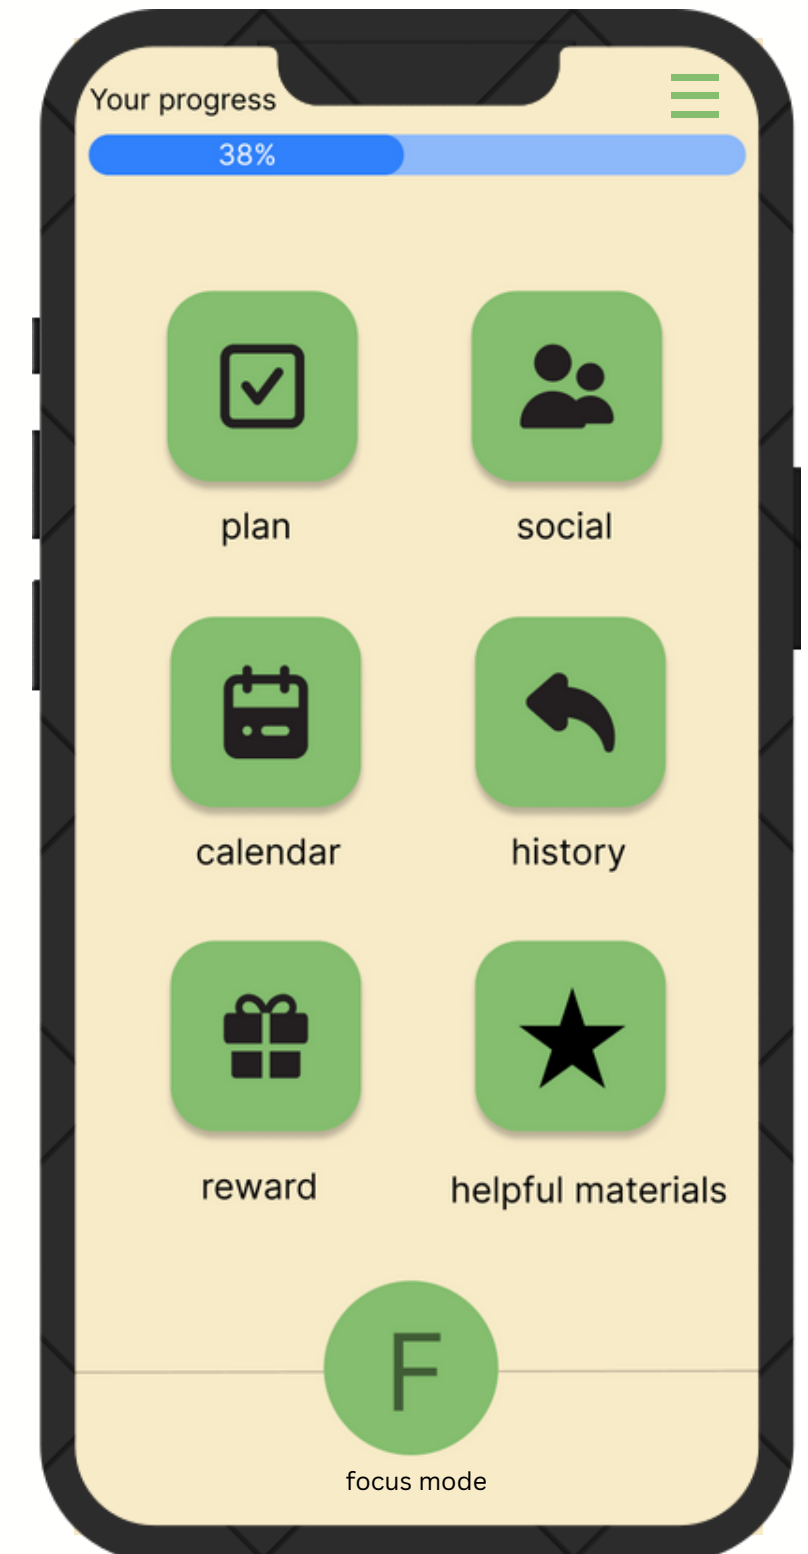 Your progress
38%
plan
social
calendar
history
reward
helpful materials
F
focus mode